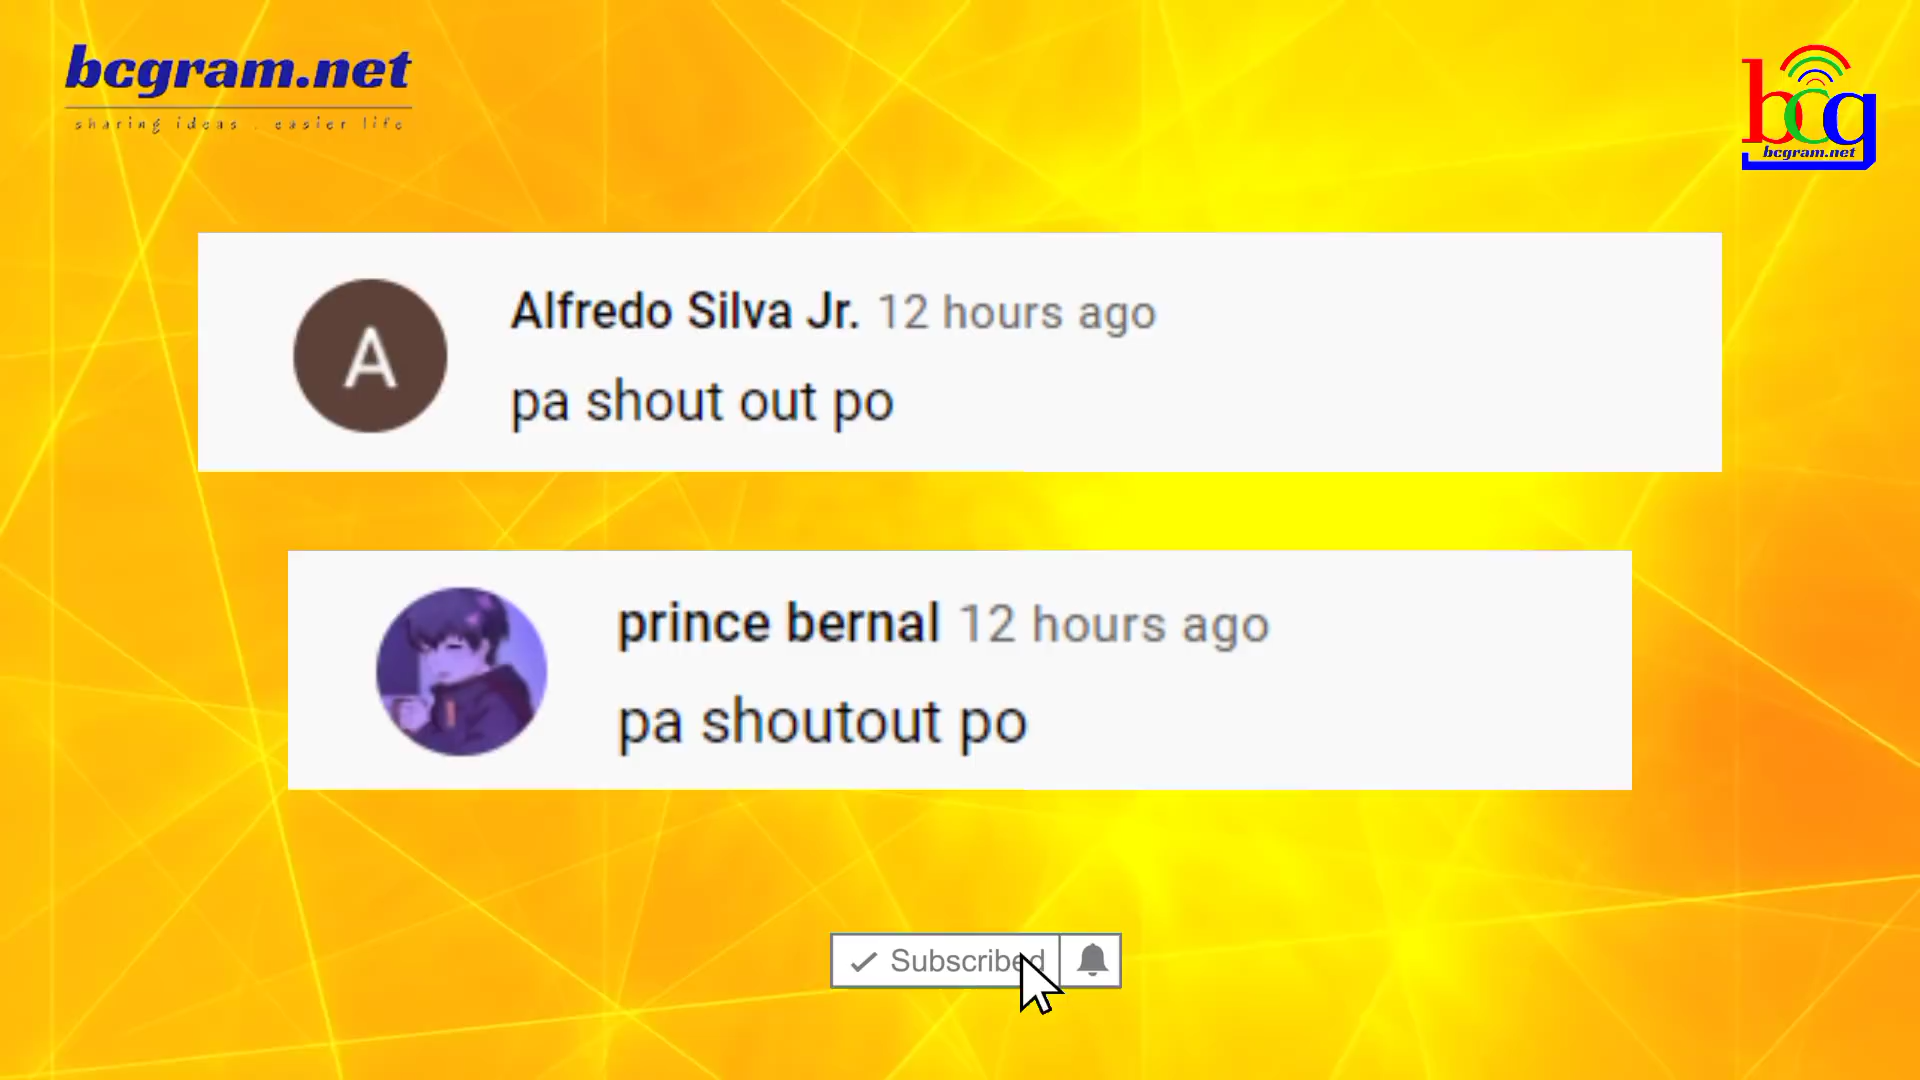 bcgram.net
sharing ideas . easier life
bcg
bcgram.net
Alfredo Silva Jr. 12 hours ago
A
pa shout out po
prince bernal 12 hours ago
pa shoutout po
Subscribed